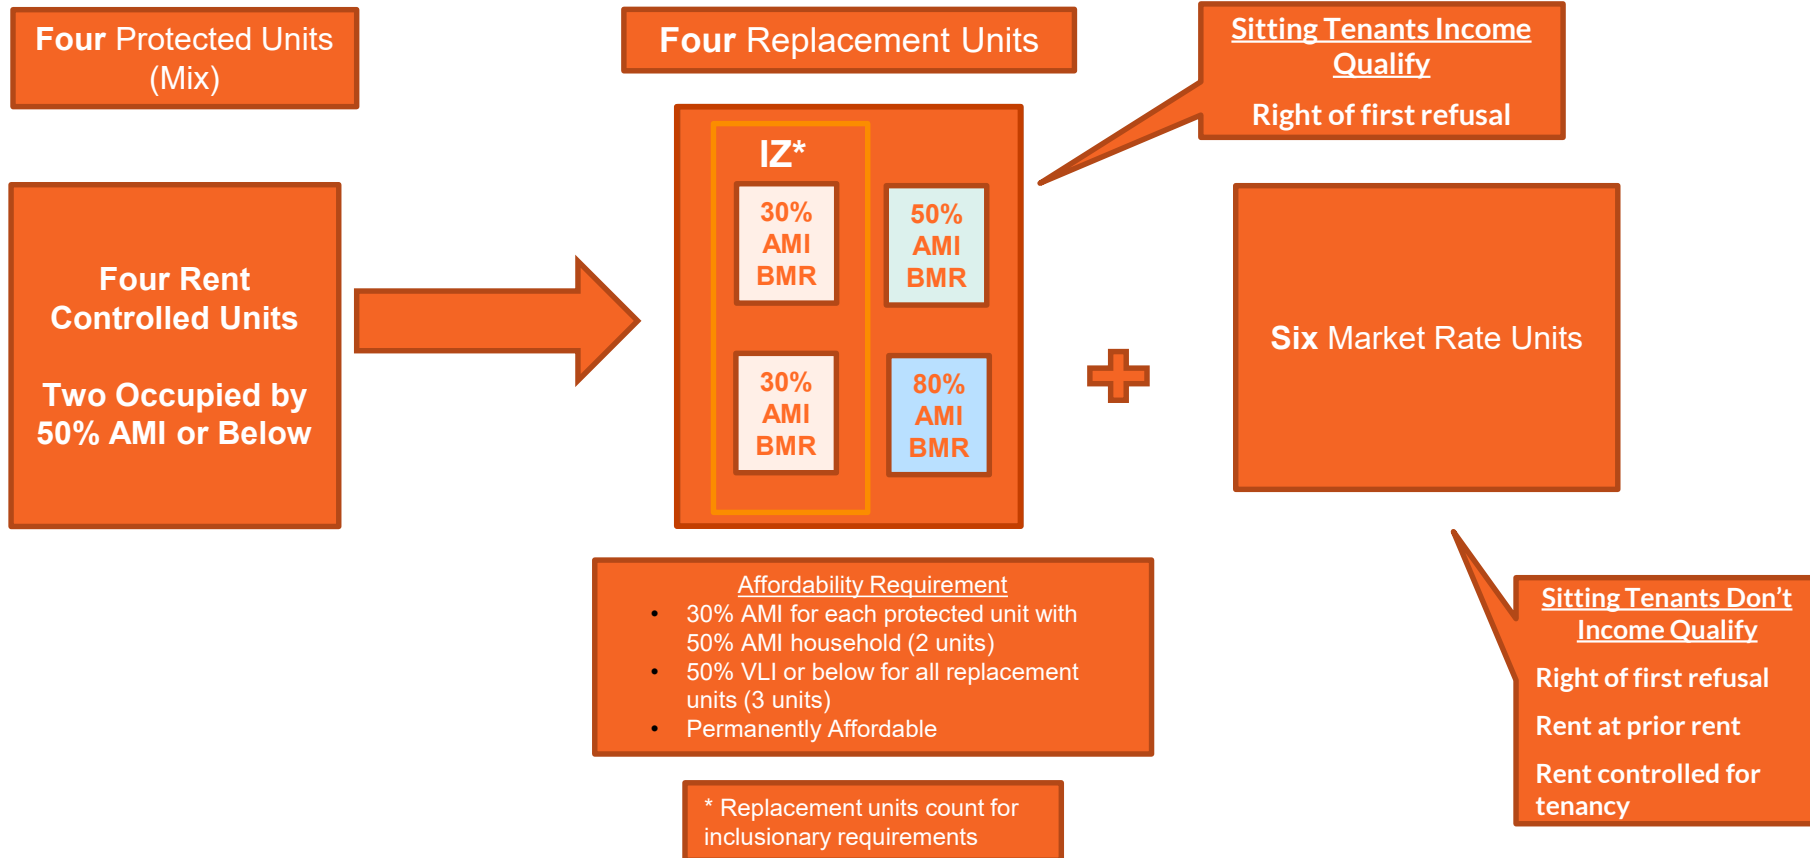 Four Protected Units
(Mix)
Four Rent
Controlled Units
Two Occupied by
50% AMI or Below
Four Replacement Units
IZ*
30%
AMI
BMR
50%
AMI
BMR
30%
AMI
BMR
80%
AMI
BMR
Sitting Tenants Income
Qualify
Right of first refusal
Six Market Rate Units
Affordability Requirement
• 30% AMI for each protected unit with
50% AMI household (2 units)
• 50% VLI or below for all replacement
units (3 units)
• Permanently Affordable
* Replacement units count for
inclusionary requirements
Sitting Tenants Don't
Income Qualify
Right of first refusal
Rent at prior rent
Rent controlled for
tenancy